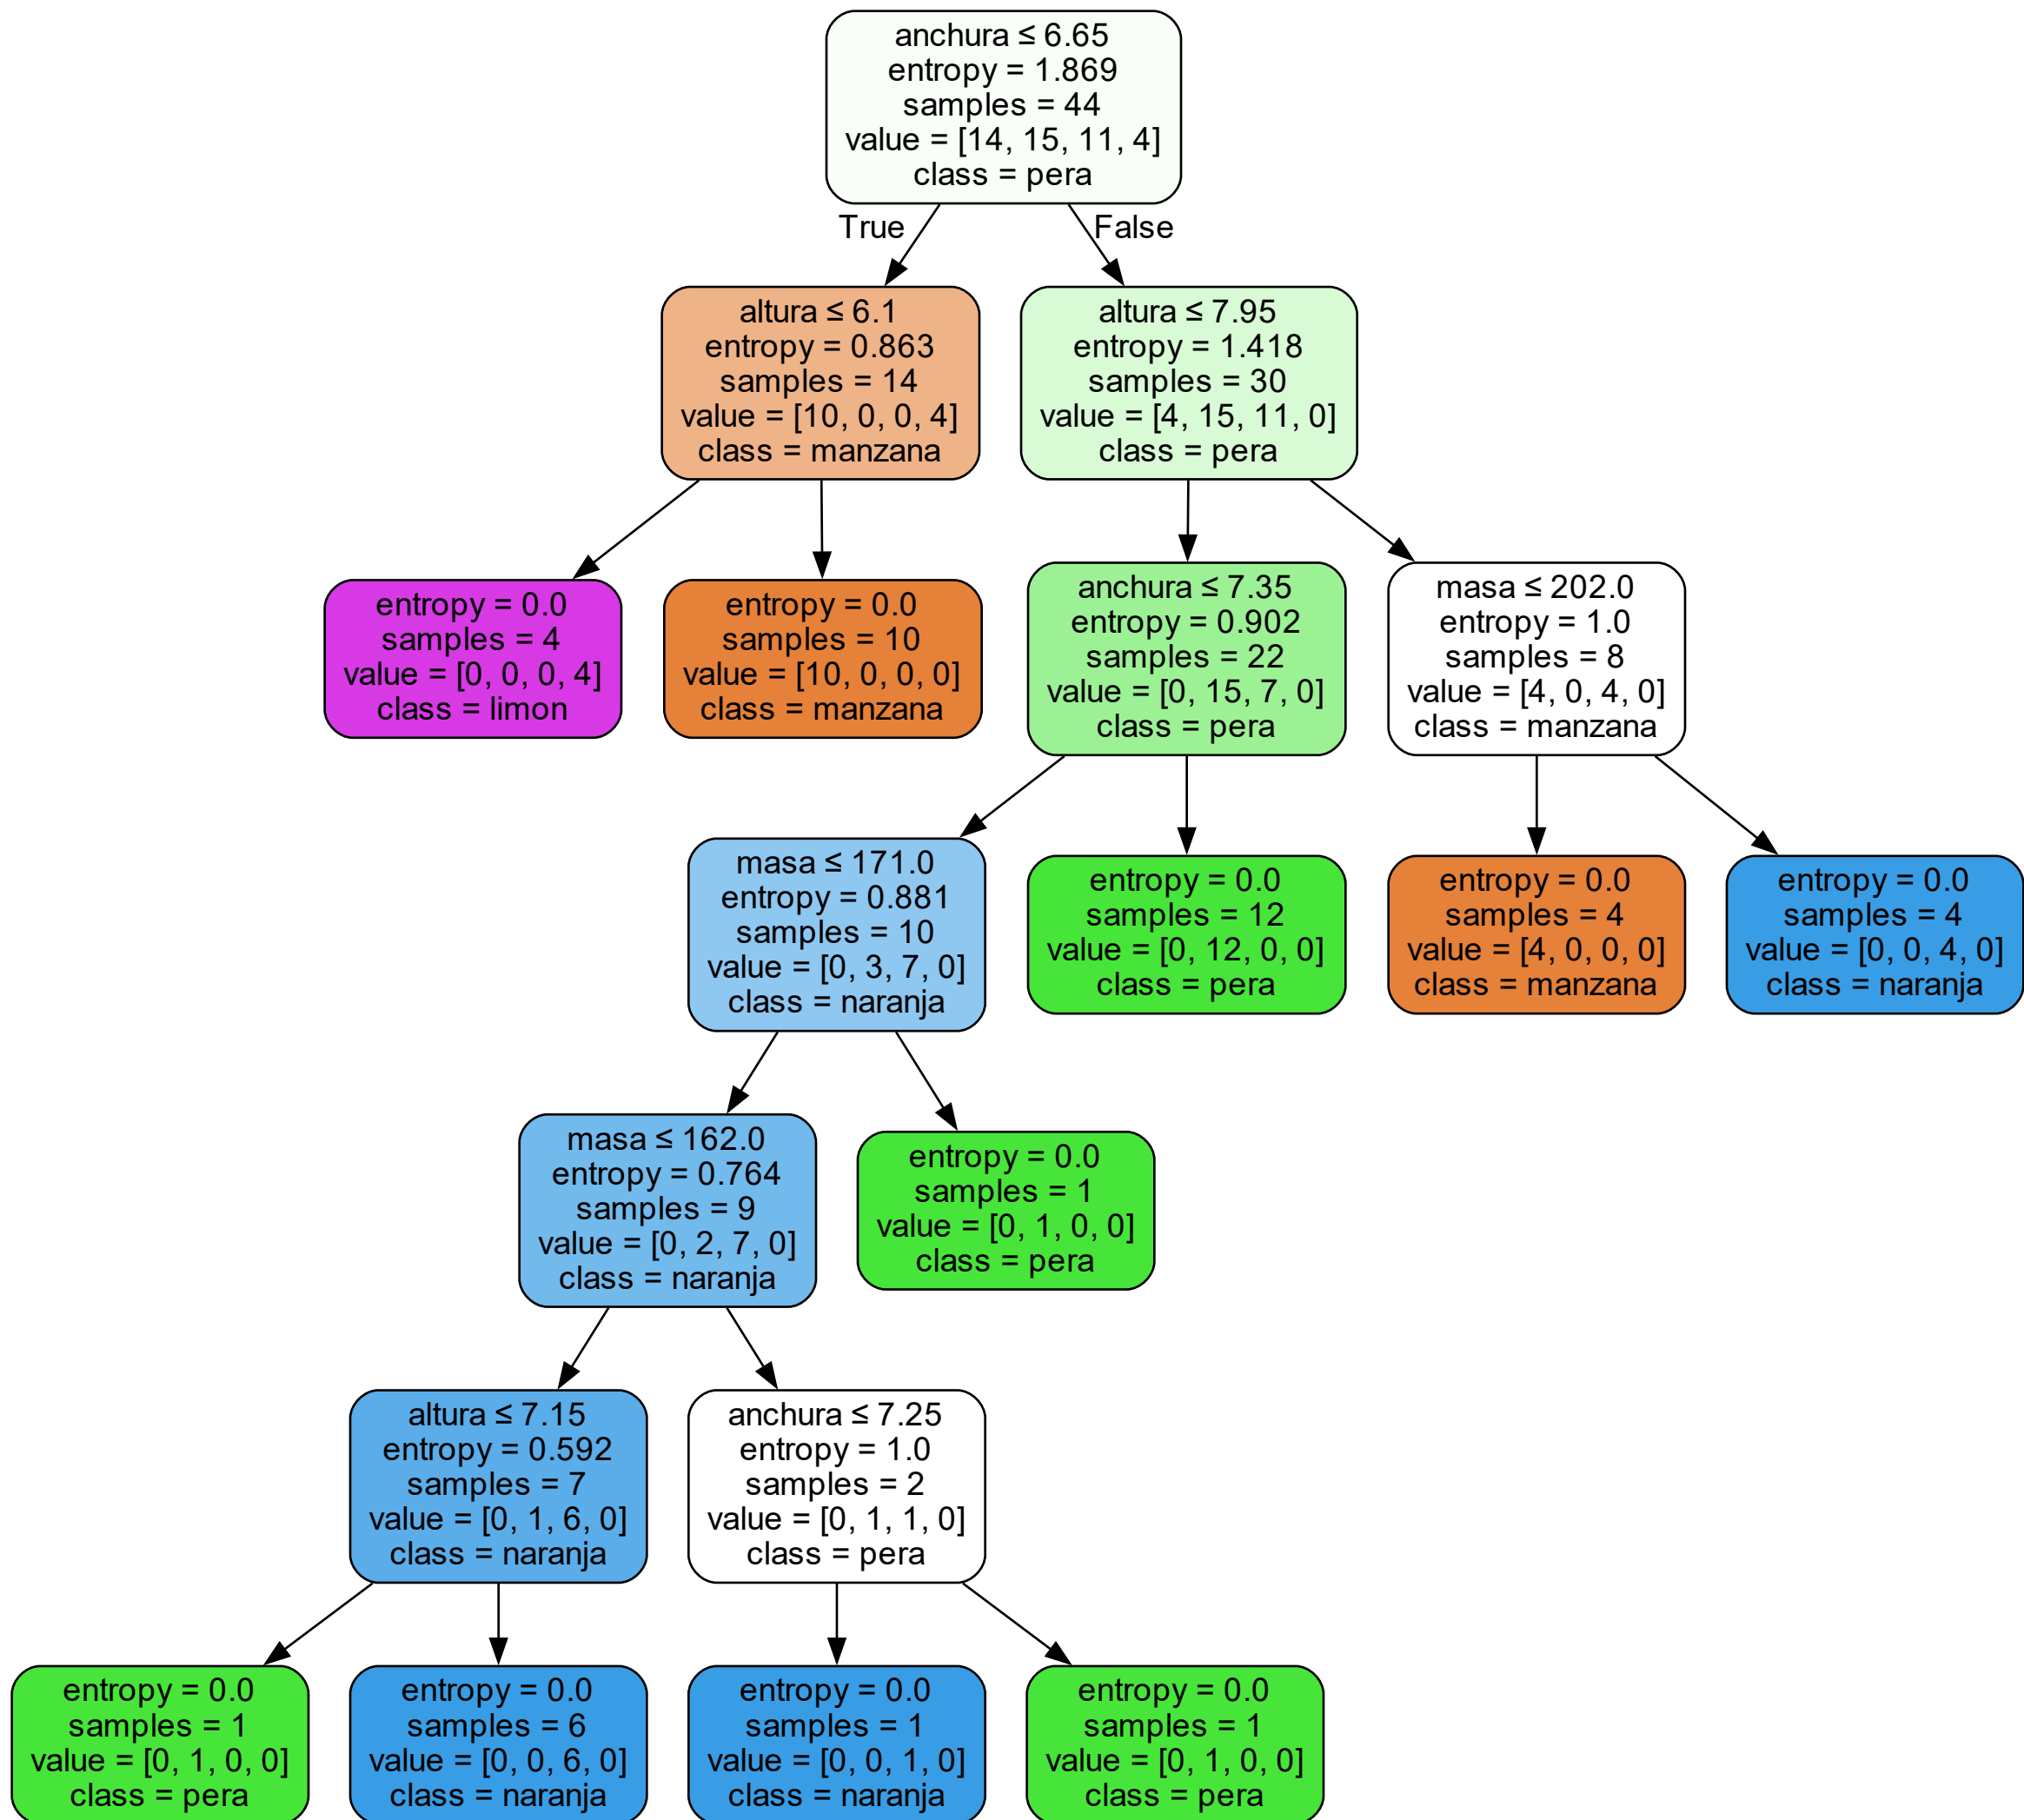 anchura ≤ 6.65
entropy = 1.869
samples = 44
value = [14, 15, 11, 4]
class = pera
True
False
altura ≤ 6.1
entropy = 0.863
samples = 14
value = [10, 0, 0, 4]
class = manzana
altura ≤ 7.95
entropy = 1.418
samples = 30
value = [4, 15, 11, 0]
class = pera
entropy = 0.0
samples = 4
value = [0, 0, 0, 4]
class = limon
entropy = 0.0
samples = 10
value = [10, 0, 0, 0]
class = manzana
anchura ≤ 7.35
entropy = 0.902
samples = 22
value = [0, 15, 7, 0]
class = pera
masa ≤ 202.0
entropy = 1.0
samples = 8
value = [4, 0, 4, 0]
class = manzana
masa ≤ 171.0
entropy = 0.881
samples = 10
value = [0, 3, 7, 0]
class = naranja
entropy = 0.0
samples = 12
value = [0, 12, 0, 0]
class = pera
entropy = 0.0
samples = 4
value = [4, 0, 0, 0]
class = manzana
entropy = 0.0
samples = 4
value = [0, 0, 4, 0]
class = naranja
masa ≤ 162.0
entropy = 0.764
samples = 9
value = [0, 2, 7, 0]
class = naranja
entropy = 0.0
samples = 1
value = [0, 1, 0, 0]
class = pera
altura ≤ 7.15
entropy = 0.592
samples = 7
value = [0, 1, 6, 0]
class = naranja
anchura ≤ 7.25
entropy = 1.0
samples = 2
value = [0, 1, 1, 0]
class = pera
entropy = 0.0
samples = 1
value = [0, 1, 0, 0]
class = pera
entropy = 0.0
samples = 6
value = [0, 0, 6, 0]
class = naranja
entropy = 0.0
samples = 1
value = [0, 0, 1, 0]
class = naranja
entropy = 0.0
samples = 1
value = [0, 1, 0, 0]
class = pera